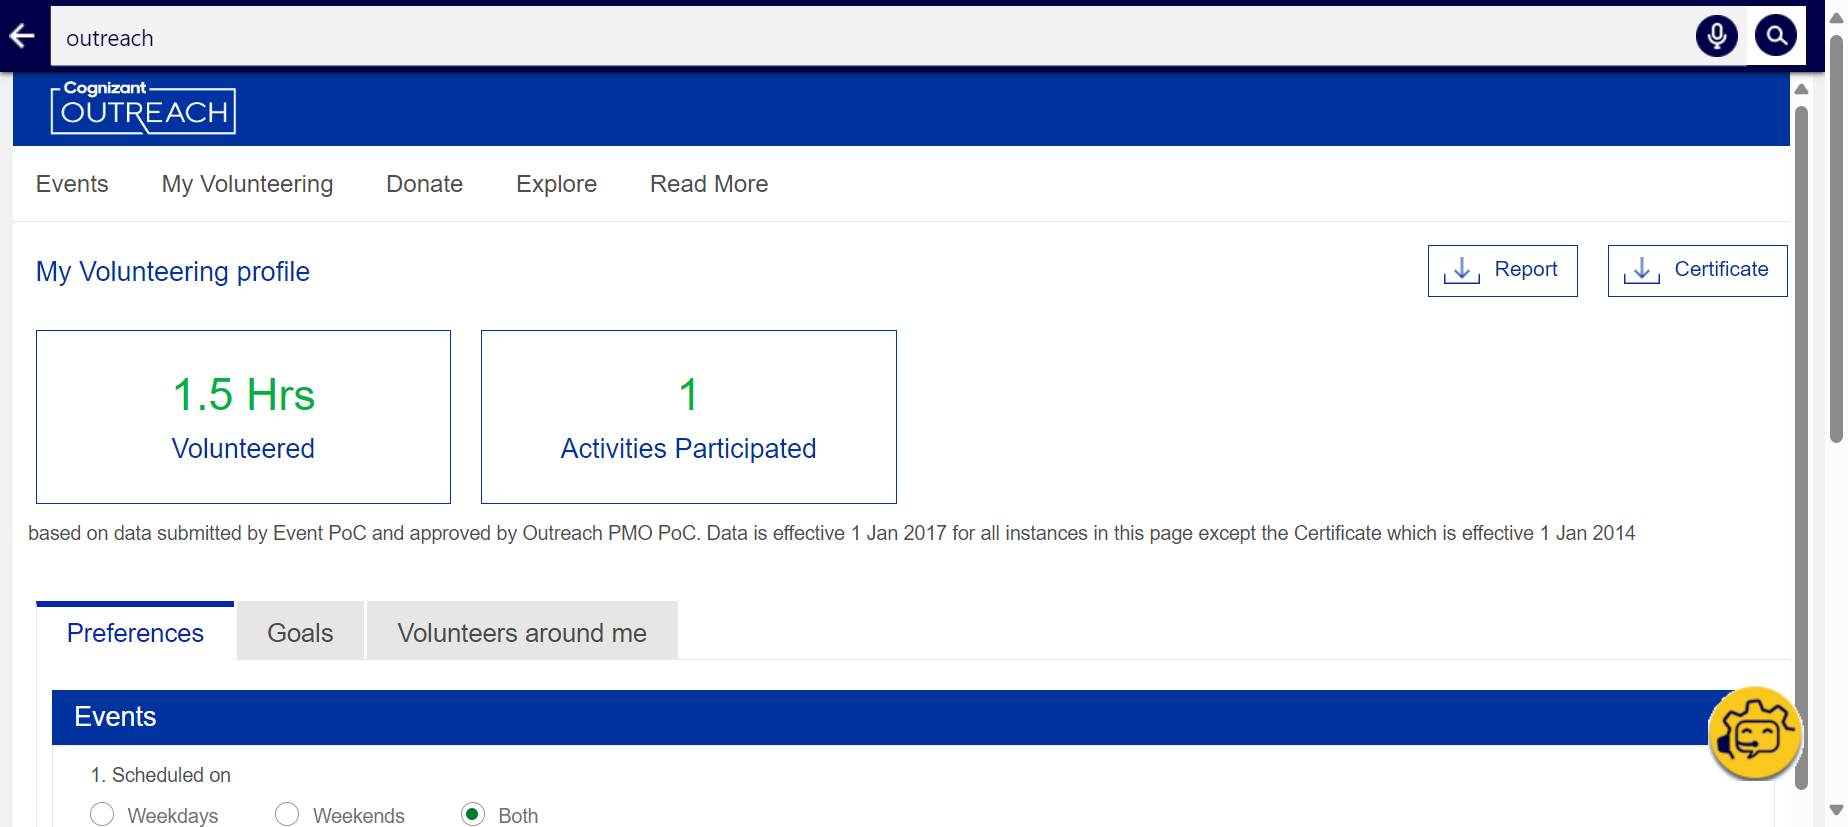 outreach
Cognizant
OUTREACH
Events My Volunteering Donate Explore Read More
My Volunteering profile
Report Certificate
1.5 Hrs
Volunteered
1
Activities Participated
based on data submitted by Event PoC and approved by Outreach PMO PoC. Data is effective 1 Jan 2017 for all instances in this page except the Certificate which is effective 1 Jan 2014
Preferences Goals Volunteers around me
Events
1. Scheduled on
Weekdays Weekends Both